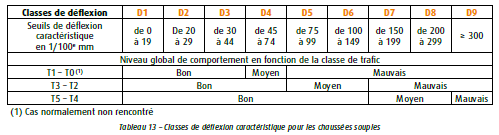 Classes de déflexion D1 D2 D3 D4 D5 D6 D7 D8 D9
Seuils de déflexion caractéristique en 1/100e mm de 0 à 19 De 20 à 29 de 30 à 44 de 45 à 74 de 75 à 99 de 100 à 149 de 150 à 199 de 200 à 299 ≥ 300
Niveau global de comportement en fonction de la classe de trafic
T1 – T0 (1) Bon Moyen Mauvais
T3 – T2 Bon Moyen Mauvais
T5 – T4 Bon Moyen Mauvais
(1) Cas normalement non rencontré
Tableau 13 – Classes de déflexion caractéristique pour les chaussées souples